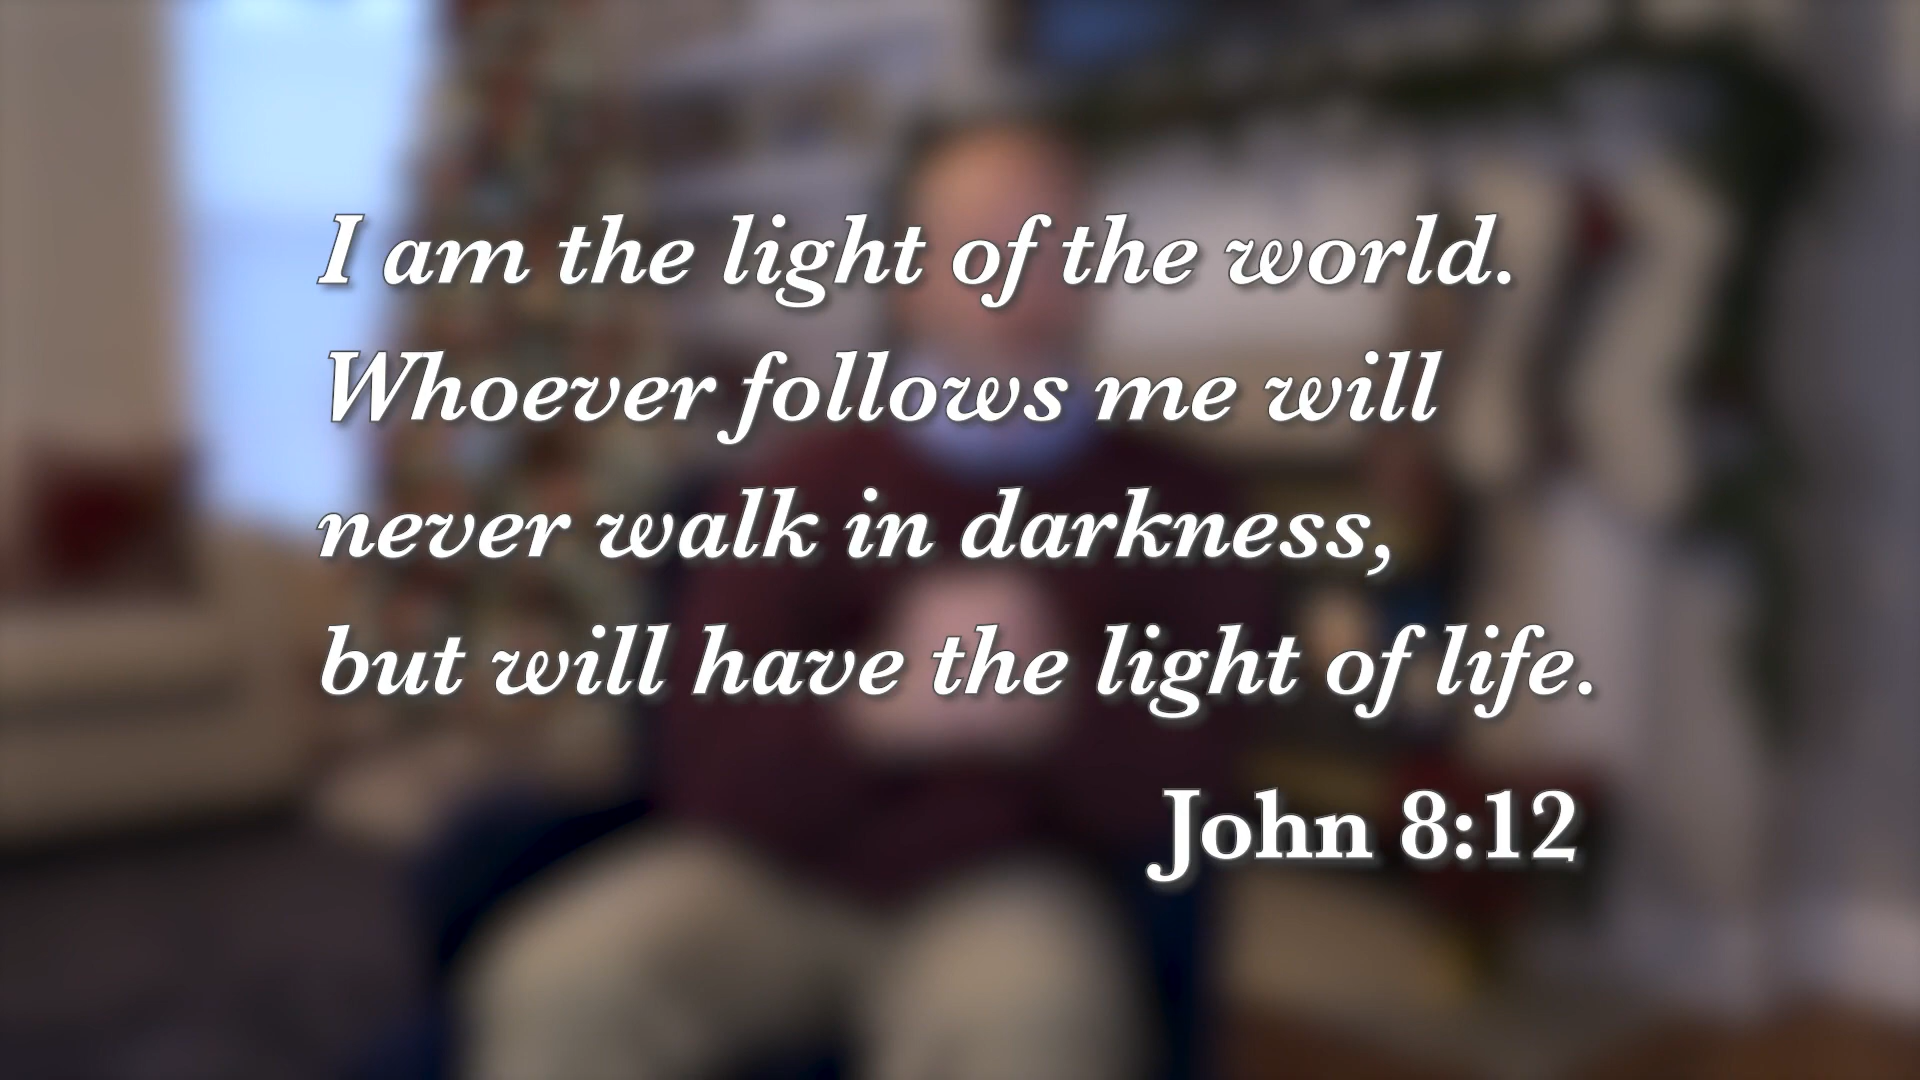 I am the light of the world.
Whoever follows me will
never walk in darkness,
but will have the light of life.
John 8:12